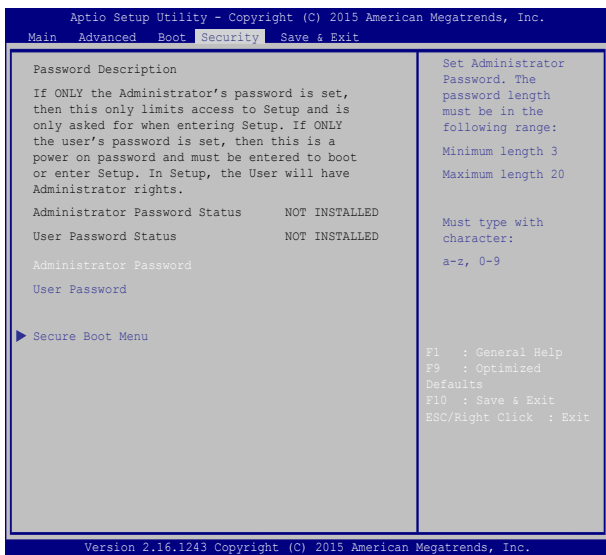 Aptio Setup Utility - Copyright (C) 2015 American Megatrends, Inc.
Main Advanced Boot Security Save & Exit
Password Description
If ONLY the Administrator's password is set,
then this only limits access to Setup and is
only asked for when entering Setup. If ONLY
the user's password is set, then this is a
power on password and must be entered to boot
or enter Setup. In Setup, the User will have
Administrator rights.
Administrator Password Status NOT INSTALLED
User Password Status NOT INSTALLED
Administrator Password
User Password
Secure Boot Menu
Set Administrator
Password. The
password length
must be in the
following range:
Minimum length 3
Maximum length 20
Must type with
character:
a-z, 0-9
F1 : General Help
F9 : Optimized
Defaults
F10 : Save & Exit
ESC/Right Click : Exit
Version 2.16.1243 Copyright (C) 2015 American Megatrends, Inc.